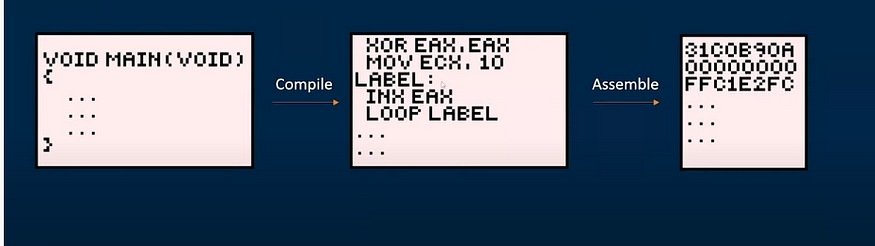 VOID MAIN(VOID)
{
...
...
...
}
Compile
XOR EAX,EAX
MOV ECX, 10
LABEL:
INX EAX
LOOP LABEL
...
...
Assemble
31C0B90A
00000000
FFC1E2FC
...
...
...